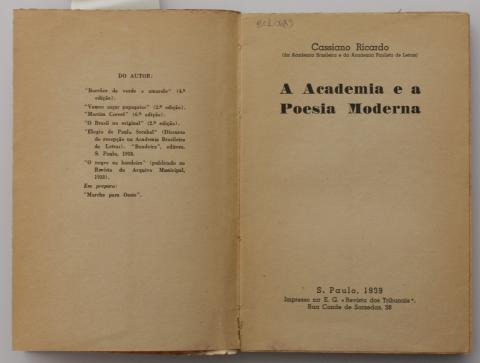 DO AUTOR:
"Borrões de verde e amarelo" (4.ª
edição).
"Vamos caçar papagaios" (2.ª edição).
"Martim Cererê" (6.ª edição).
"O Brasil no original" (2.ª edição).
"Elogio de Paulo Setubal" (Discurso
de recepção na Academia Brasileira
de Letras). "Bandeira", editora,
S. Paulo, 1938.
"O negro na bandeira" (publicado na
Revista do Arquivo Municipal,
1938).
Em preparo:
"Marcha para Oeste".
Cassiano Ricardo
(da Academia Brasileira e da Academia Paulista de Letras)
A Academia e a
Poesia Moderna
S. Paulo, 1939
Impresso na E. G. «Revista dos Tribunais».
Rua Conde de Sarzedas, 38